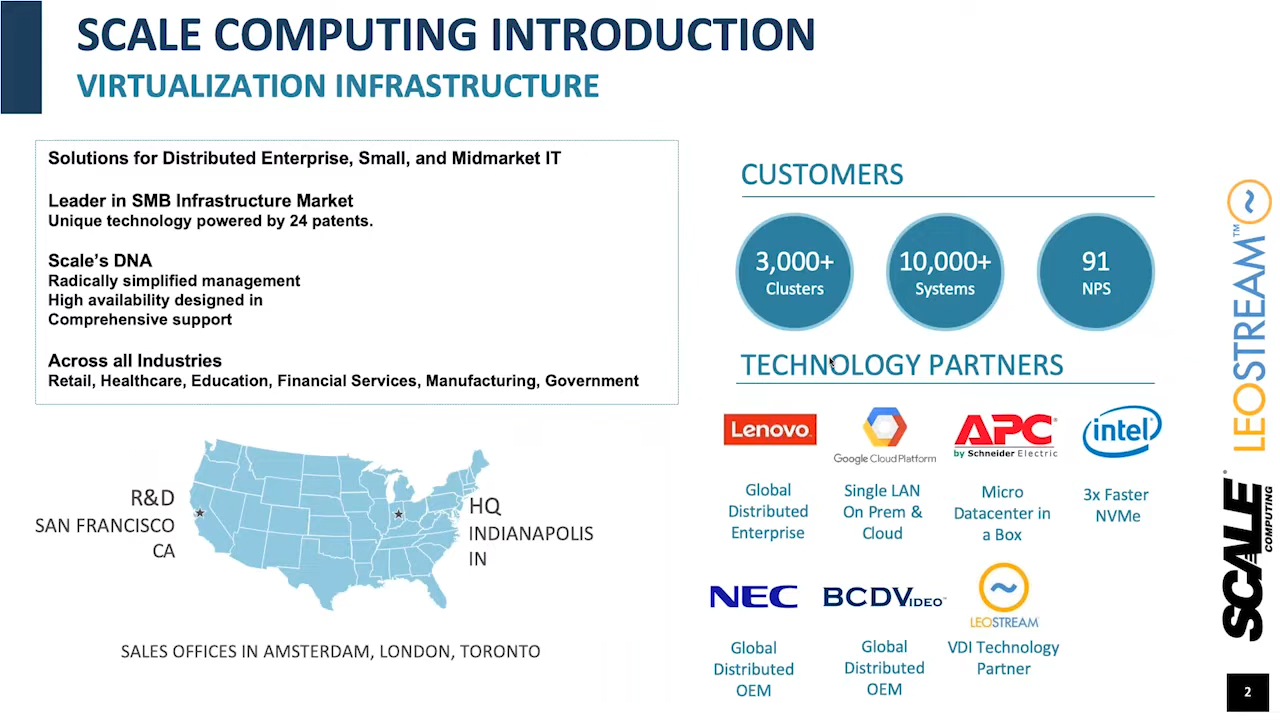 SCALE COMPUTING INTRODUCTION
VIRTUALIZATION INFRASTRUCTURE
Solutions for Distributed Enterprise, Small, and Midmarket IT
Leader in SMB Infrastructure Market
Unique technology powered by 24 patents.
Scale's DNA
Radically simplified management
High availability designed in
Comprehensive support
Across all Industries
Retail, Healthcare, Education, Financial Services, Manufacturing, Government
R&D
SAN FRANCISCO
CA
HQ
INDIANAPOLIS
IN
SALES OFFICES IN AMSTERDAM, LONDON, TORONTO
CUSTOMERS
3,000+
Clusters
10,000+
Systems
91
NPS
TECHNOLOGY PARTNERS
Lenovo
Global
Distributed
Enterprise
Google Cloud Platform
Single LAN
On Prem &
Cloud
APC
by Schneider Electric
Micro
Datacenter in
a Box
intel
3x Faster
NVMe
NEC
Global
Distributed
OEM
BCDVIDEO™
Global
Distributed
OEM
LEOSTREAM
VDI Technology
Partner
LEOSTREAM™
SCALE
COMPUTING
2